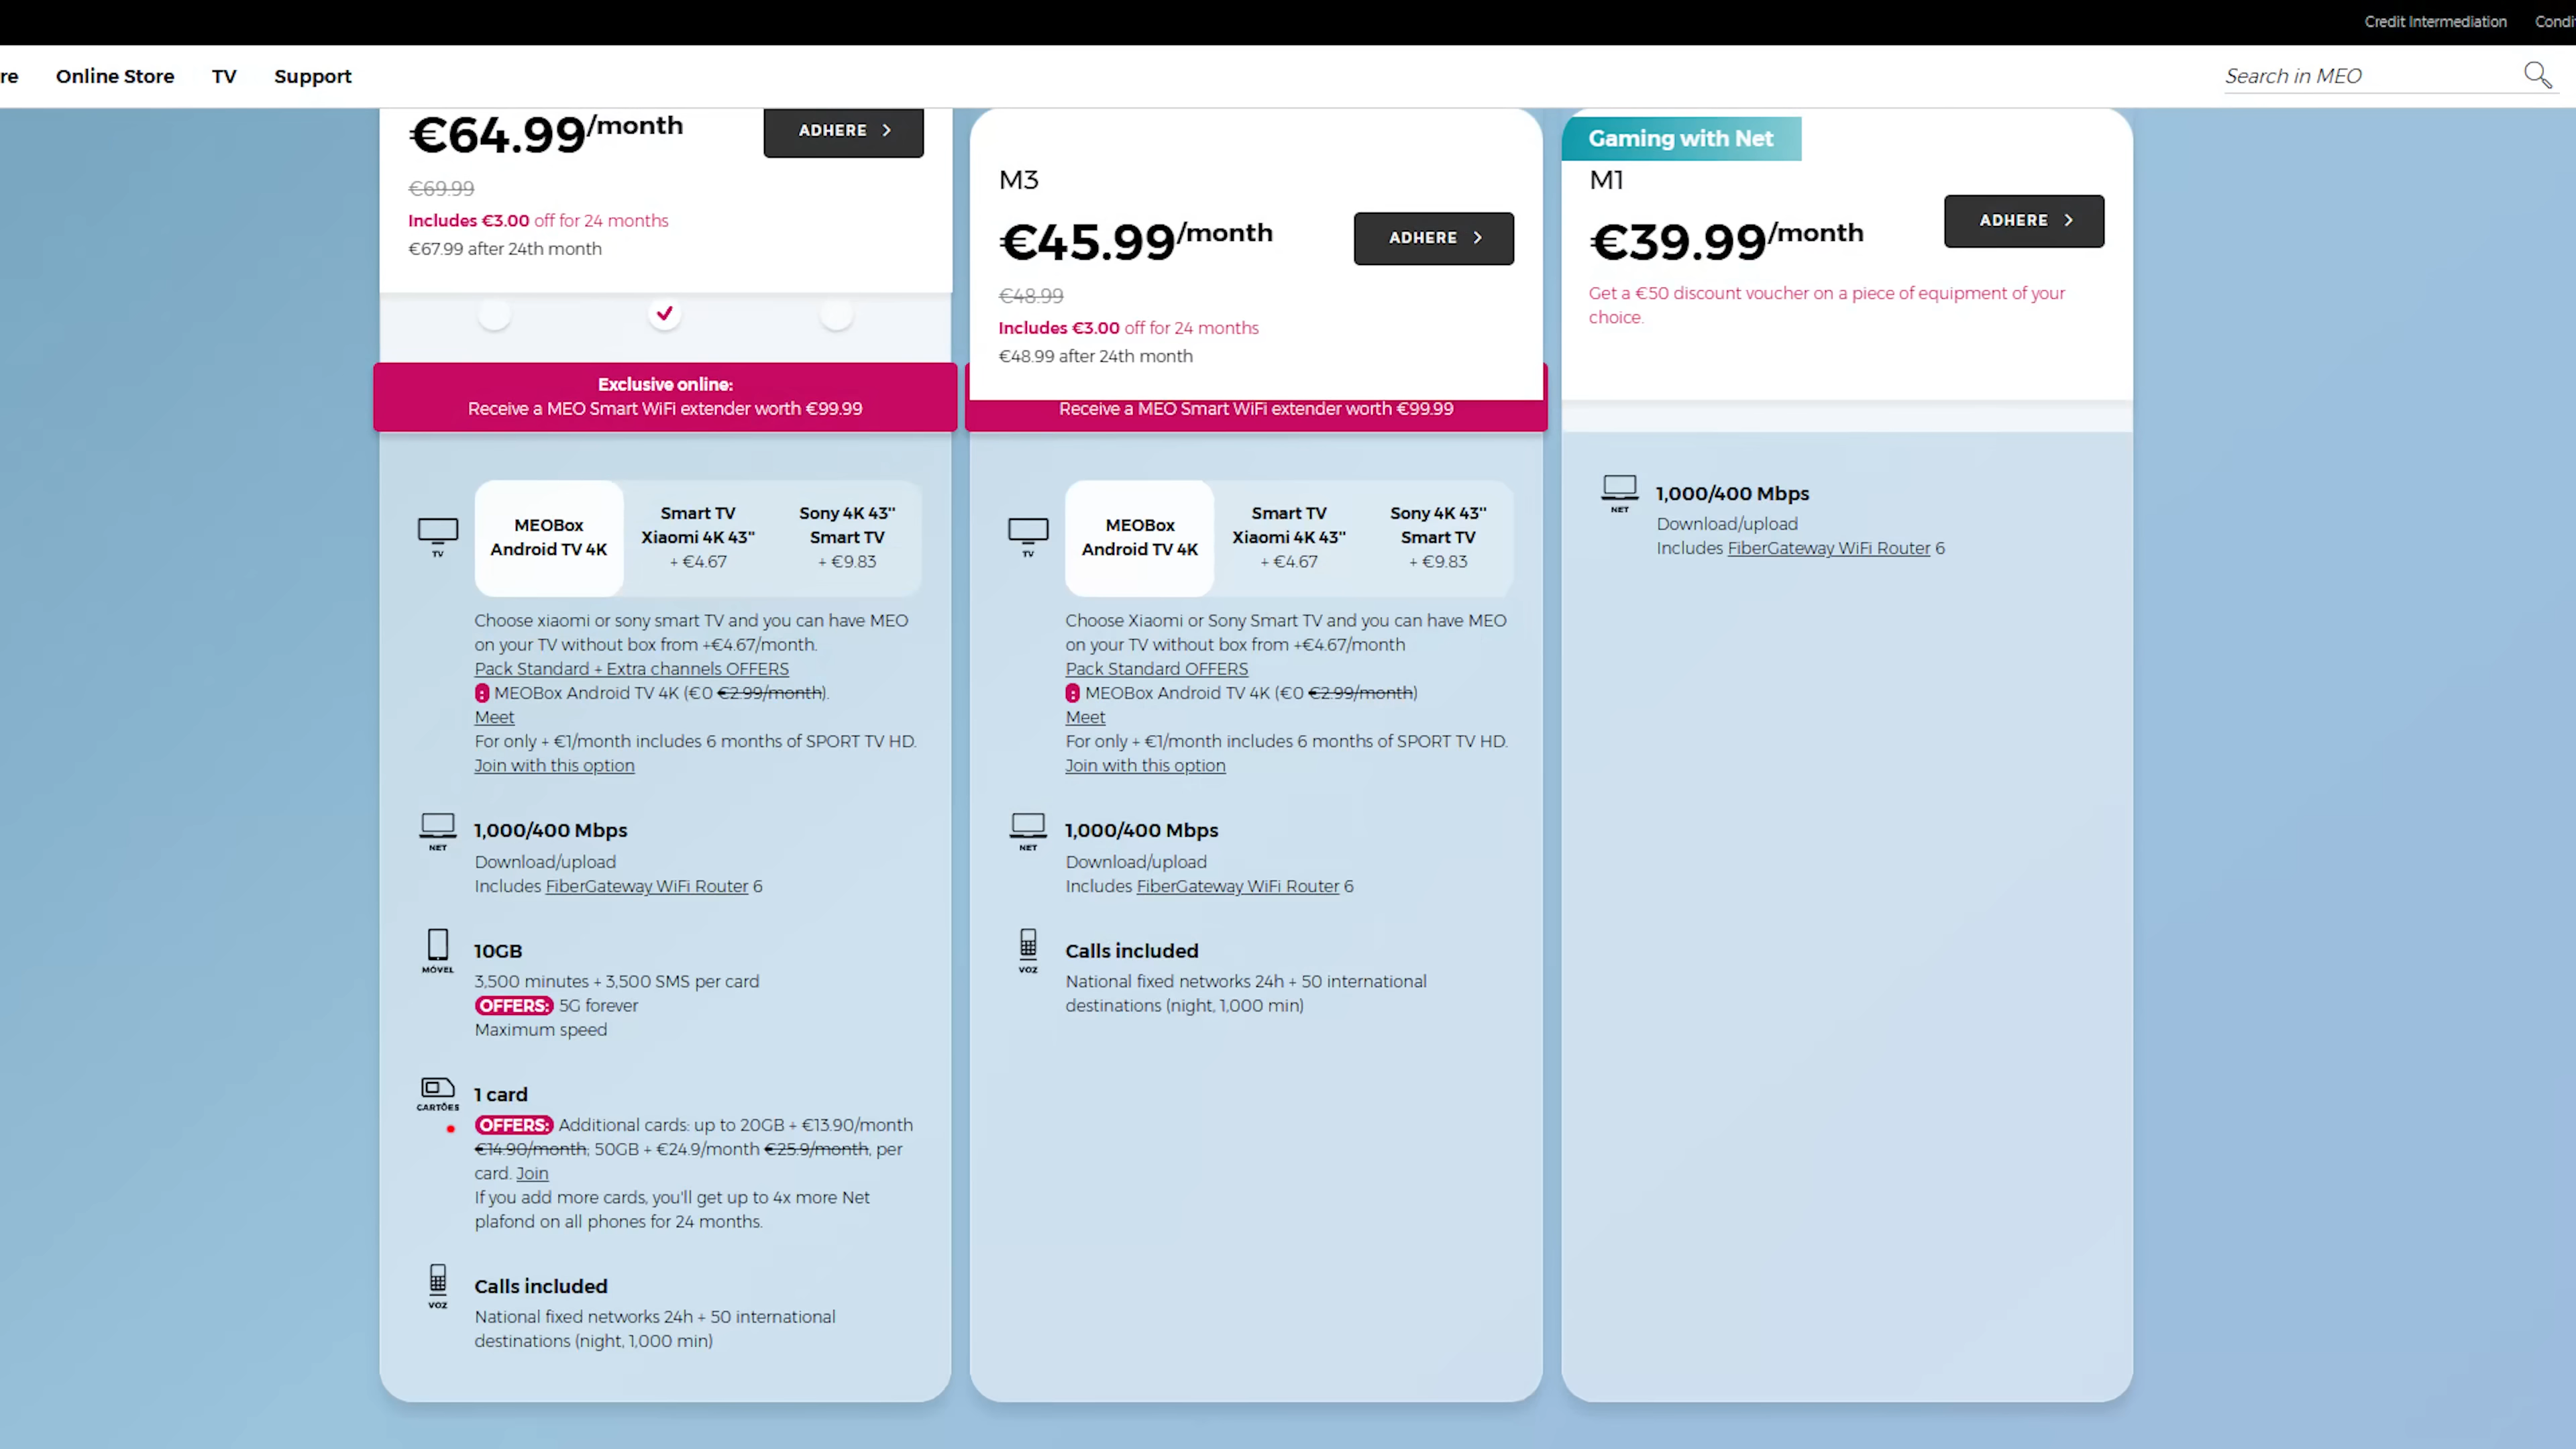 Credit Intermediation
Condi
re
Online Store
TV
Support
Search in MEO
€64.99/month
ADHERE
€69.99
Includes €3.00 off for 24 months
€67.99 after 24th month
Exclusive online:
Receive a MEO Smart WiFi extender worth €99.99
TV
MEOBox
Android TV 4K
Smart TV
Xiaomi 4K 43''
+ €4.67
Sony 4K 43''
Smart TV
+ €9.83
Choose xiaomi or sony smart TV and you can have MEO
on your TV without box from +€4.67/month.
Pack Standard + Extra channels OFFERS
MEOBox Android TV 4K (€0 €2.99/month).
Meet
For only + €1/month includes 6 months of SPORT TV HD.
Join with this option
NET
1,000/400 Mbps
Download/upload
Includes FiberGateway WiFi Router 6
MÓVEL
10GB
3,500 minutes + 3,500 SMS per card
OFFERS: 5G forever
Maximum speed
CARTÕES
1 card
OFFERS: Additional cards: up to 20GB + €13.90/month
€14.90/month; 50GB + €24.9/month €25.9/month, per
card. Join
If you add more cards, you'll get up to 4x more Net
plafond on all phones for 24 months.
VOZ
Calls included
National fixed networks 24h + 50 international
destinations (night, 1,000 min)
M3
€45.99/month
ADHERE
€48.99
Includes €3.00 off for 24 months
€48.99 after 24th month
Receive a MEO Smart WiFi extender worth €99.99
TV
MEOBox
Android TV 4K
Smart TV
Xiaomi 4K 43''
+ €4.67
Sony 4K 43''
Smart TV
+ €9.83
Choose Xiaomi or Sony Smart TV and you can have MEO
on your TV without box from +€4.67/month
Pack Standard OFFERS
MEOBox Android TV 4K (€0 €2.99/month)
Meet
For only + €1/month includes 6 months of SPORT TV HD.
Join with this option
NET
1,000/400 Mbps
Download/upload
Includes FiberGateway WiFi Router 6
VOZ
Calls included
National fixed networks 24h + 50 international
destinations (night, 1,000 min)
Gaming with Net
M1
€39.99/month
ADHERE
Get a €50 discount voucher on a piece of equipment of your
choice.
NET
1,000/400 Mbps
Download/upload
Includes FiberGateway WiFi Router 6